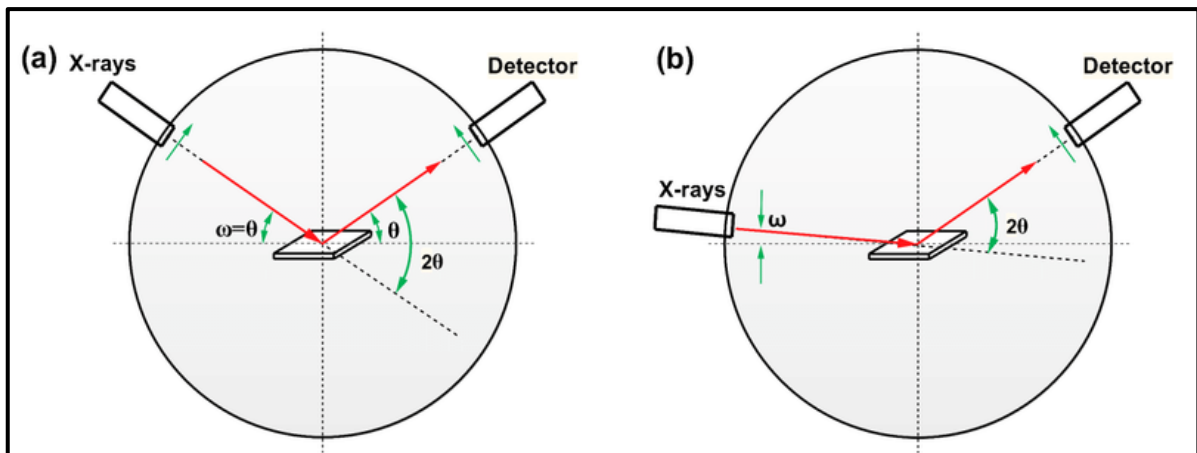 (a)
X-rays
Detector
ω=θ
θ
2θ
(b)
Detector
X-rays
ω
2θ